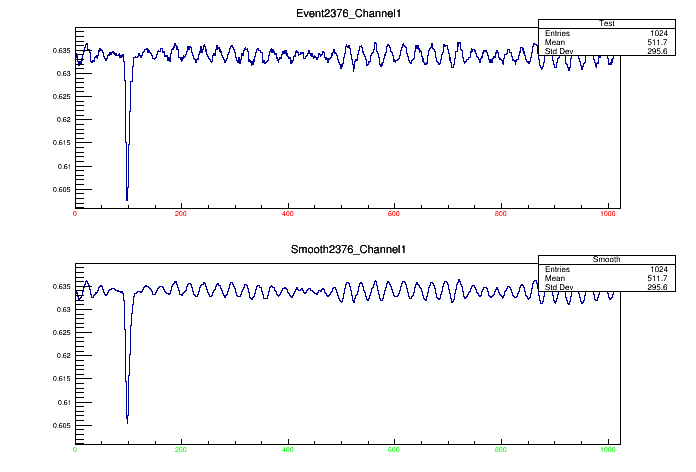 Event2376_Channel1
Test
Entries 1024
Mean 511.7
Std Dev 295.6
0.635
0.63
0.625
0.62
0.615
0.61
0.605
0 200 400 600 800 1000
Smooth2376_Channel1
Smooth
Entries 1024
Mean 511.7
Std Dev 295.6
0.635
0.63
0.625
0.62
0.615
0.61
0.605
0 200 400 600 800 1000